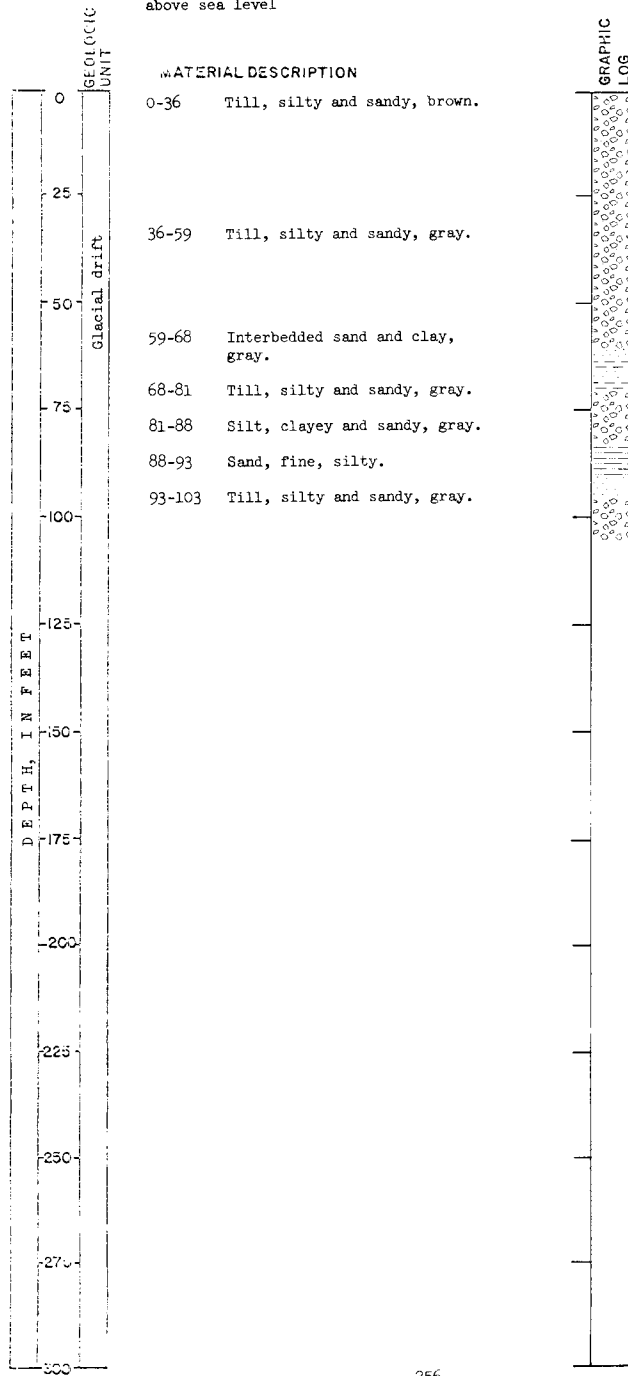 above sea level
GEOLOGIC
UNIT
MATERIAL DESCRIPTION
GRAPHIC
LOG
0
0-36 Till, silty and sandy, brown.
25
36-59 Till, silty and sandy, gray.
Glacial drift
50
59-68 Interbedded sand and clay,
gray.
68-81 Till, silty and sandy, gray.
75
81-88 Silt, clayey and sandy, gray.
88-93 Sand, fine, silty.
93-103 Till, silty and sandy, gray.
100
125
DEPTH, IN FEET
150
175
200
225
250
275
300
256